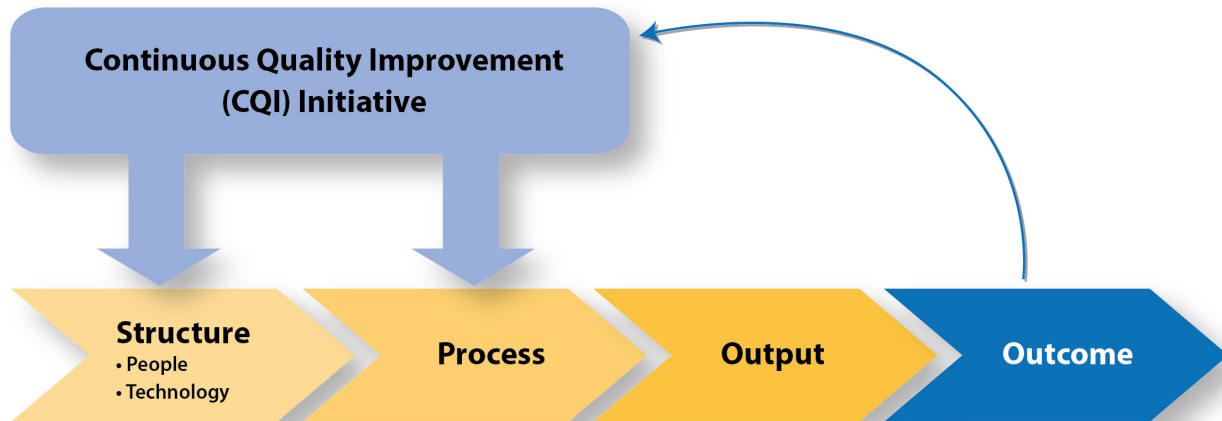 Continuous Quality Improvement
(CQI) Initiative
Structure
• People
• Technology
Process
Output
Outcome